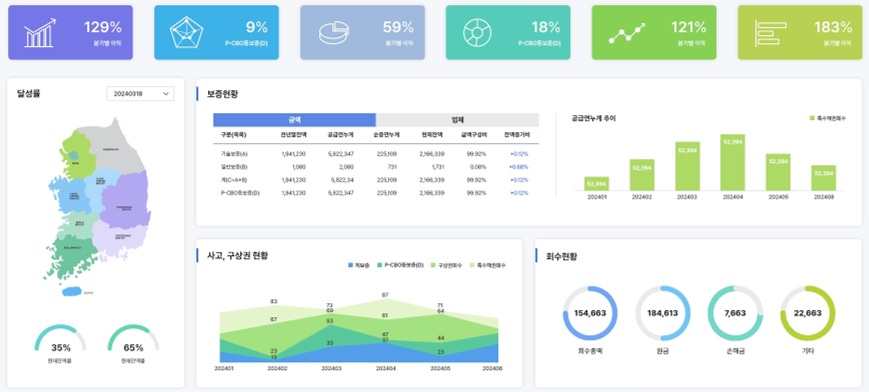 129%
분기별 이익
9%
P-CBO등보증(D)
59%
분기별 이익
18%
P-CBO등보증(D)
121%
분기별 이익
183%
분기별 이익
달성률
20240318
35%
현재잔액률
65%
현재잔액률
보증현황
금액 업체
구분(목록) 전년말잔액 공급연누계 순증연누계 현재잔액 금액구성비 잔액증가비
기술보증(A) 1,941,230 5,822,347 225,109 2,166,339 99.92% +0.12%
일반보증(B) 1,060 2,060 731 1,731 0.08% +0.68%
계(C=A+B) 1,941,230 5,822,34 225,109 2,166,339 99.92% +0.12%
P-CBO등보증(D) 1,941,230 5,822,347 225,109 2,166,339 99.92% +0.12%
공급연누계 추이
특수채권회수
52,394 52,394 52,394 52,394 52,394 52,394
202401 202402 202403 202404 202405 202406
사고, 구상권 현황
P-CBO등보증(D) 구상권회수 특수채권회수
83 73 87 71
67 69 61 64
23 53 47 44
12 33 37 23
202401 202402 202403 202404 202405 202406
회수현황
154,663
회수총액
184,613
원금
7,663
손해금
22,663
기타